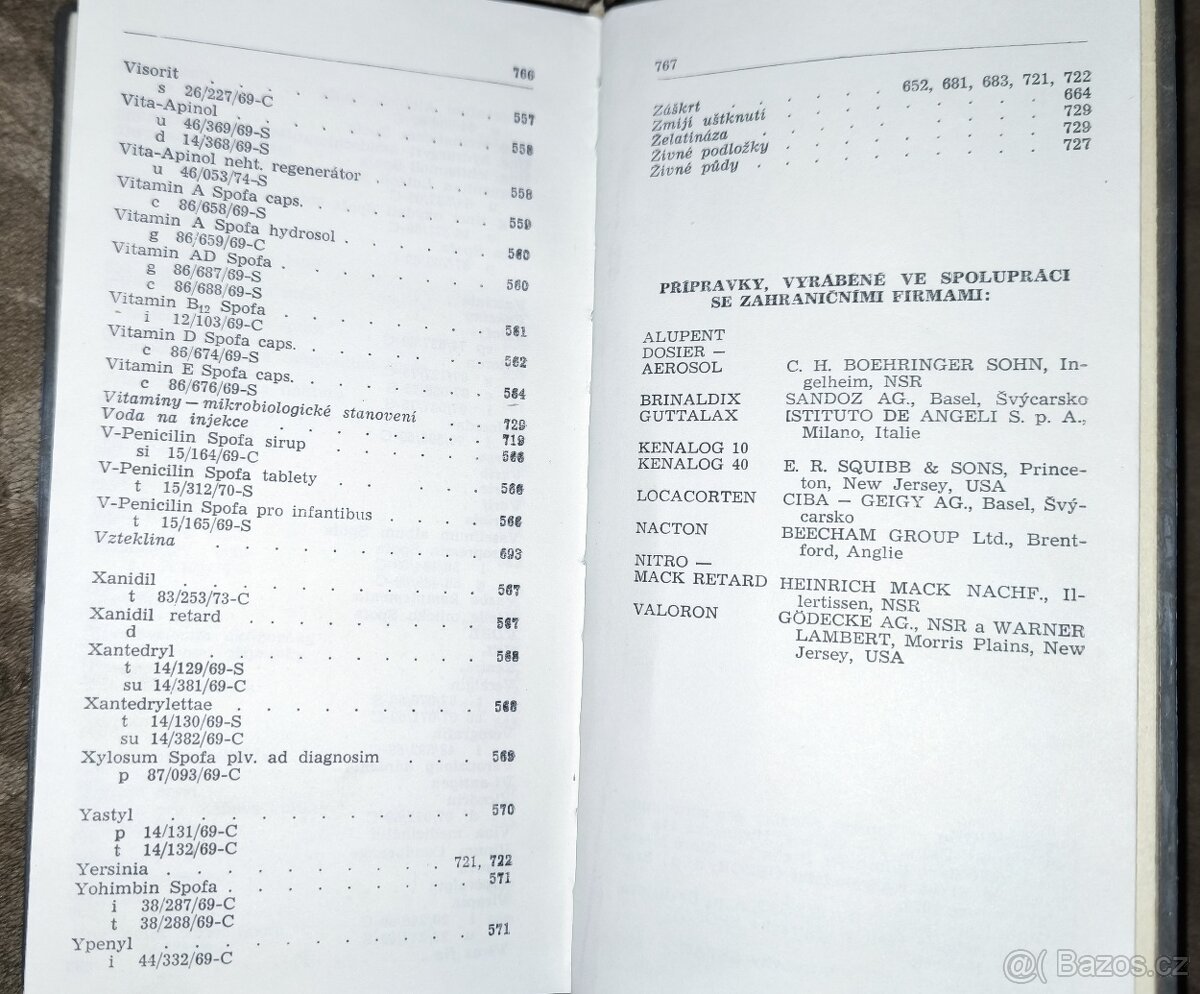 766
Visorit
s 26/227/69-C
Vita-Apinol . . . . . . . . . 557
u 46/369/69-S
d 14/368/69-S 558
Vita-Apinol neht. regenerátor . . . . 558
u 46/053/74-S
Vitamin A Spofa caps. . . . . . . 559
c 86/658/69-S
Vitamin A Spofa hydrosol . . . . . 560
g 86/659/69-C
Vitamin AD Spofa . . . . . . . 560
g 86/687/69-S
c 86/688/69-S
Vitamin B12 Spofa . . . . . . . 561
i 12/103/69-C
Vitamin D Spofa caps. . . . . . . 562
c 86/674/69-S
Vitamin E Spofa caps. . . . . . . 564
c 86/676/69-S
Vitaminy — mikrobiologické stanovení . . 729
Voda na injekce . . . . . . . 719
V-Penicilin Spofa sirup . . . . . . 566
si 15/164/69-C
V-Penicilin Spofa tablety . . . . . 566
t 15/312/70-S
V-Penicilin Spofa pro infantibus . . . . 566
t 15/165/69-S
Vzteklina . . . . . . . . . 693
Xanidil . . . . . . . . . . 567
t 83/253/73-C
Xanidil retard . . . . . . . . 567
d
Xantedryl . . . . . . . . . 568
t 14/129/69-S
su 14/381/69-C
Xantedrylettae . . . . . . . . 568
t 14/130/69-S
su 14/382/69-C
Xylosum Spofa plv. ad diagnosim . . . 569
p 87/093/69-C
Yastyl . . . . . . . . . . 570
p 14/131/69-C
t 14/132/69-C
Yersinia . . . . . . . . . 721, 722
Yohimbin Spofa . . . . . . . . 571
i 38/287/69-C
t 38/288/69-C
Ypenyl . . . . . . . . . . 571
i 44/332/69-C
767
Záškrt . . . . . 652, 681, 683, 721, 722
Zmijí uštknutí . . . . . . . . 664
Želatináza . . . . . . . . . 729
Živné podložky . . . . . . . . 729
Živné půdy . . . . . . . . . 727
PŘÍPRAVKY, VYRÁBĚNÉ VE SPOLUPRÁCI
SE ZAHRANIČNÍMI FIRMAMI:
ALUPENT
DOSIER —
AEROSOL C. H. BOEHRINGER SOHN, In-
gelheim, NSR
BRINALDIX SANDOZ AG., Basel, Švýcarsko
GUTTALAX ISTITUTO DE ANGELI S. p. A.,
Milano, Italie
KENALOG 10
KENALOG 40 E. R. SQUIBB & SONS, Prince-
ton, New Jersey, USA
LOCACORTEN CIBA — GEIGY AG., Basel, Švý-
carsko
NACTON BEECHAM GROUP Ltd., Brent-
ford, Anglie
NITRO —
MACK RETARD HEINRICH MACK NACHF., Il-
lertissen, NSR
VALORON GÖDECKE AG., NSR a WARNER
LAMBERT, Morris Plains, New
Jersey, USA
@( Bazos.cz